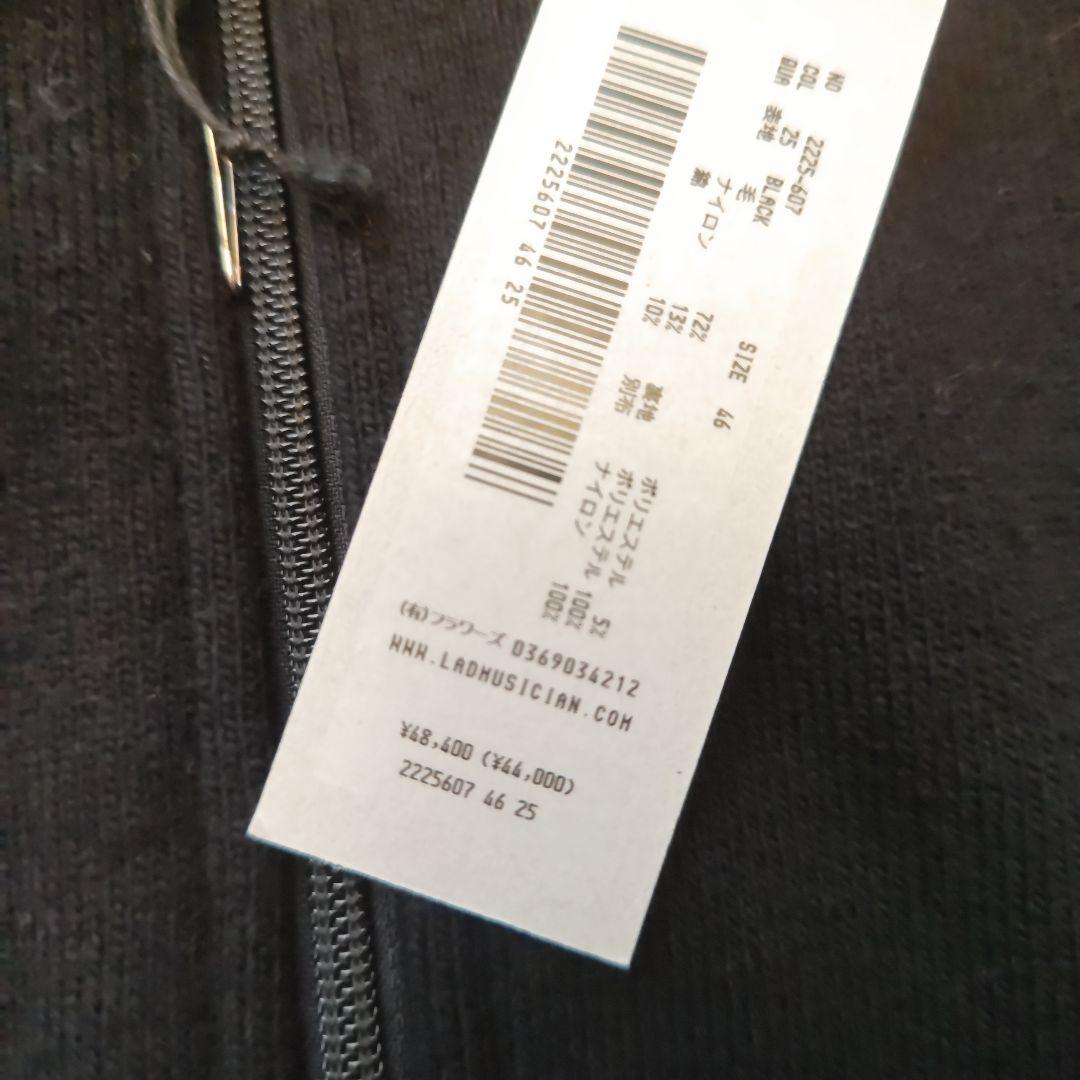 NO 2225-607 SIZE 46
COL 25 BLACK
QUA 表地 毛 72% ポリエステル 5%
ナイロン 13% 裏地 ポリエステル 100%
綿 10% 別布 ナイロン 100%
2225607 46 25
(有)フラワーズ 0369034212
WWW.LADMUSICIAN.COM
¥48,400 (¥44,000)
2225607 46 25